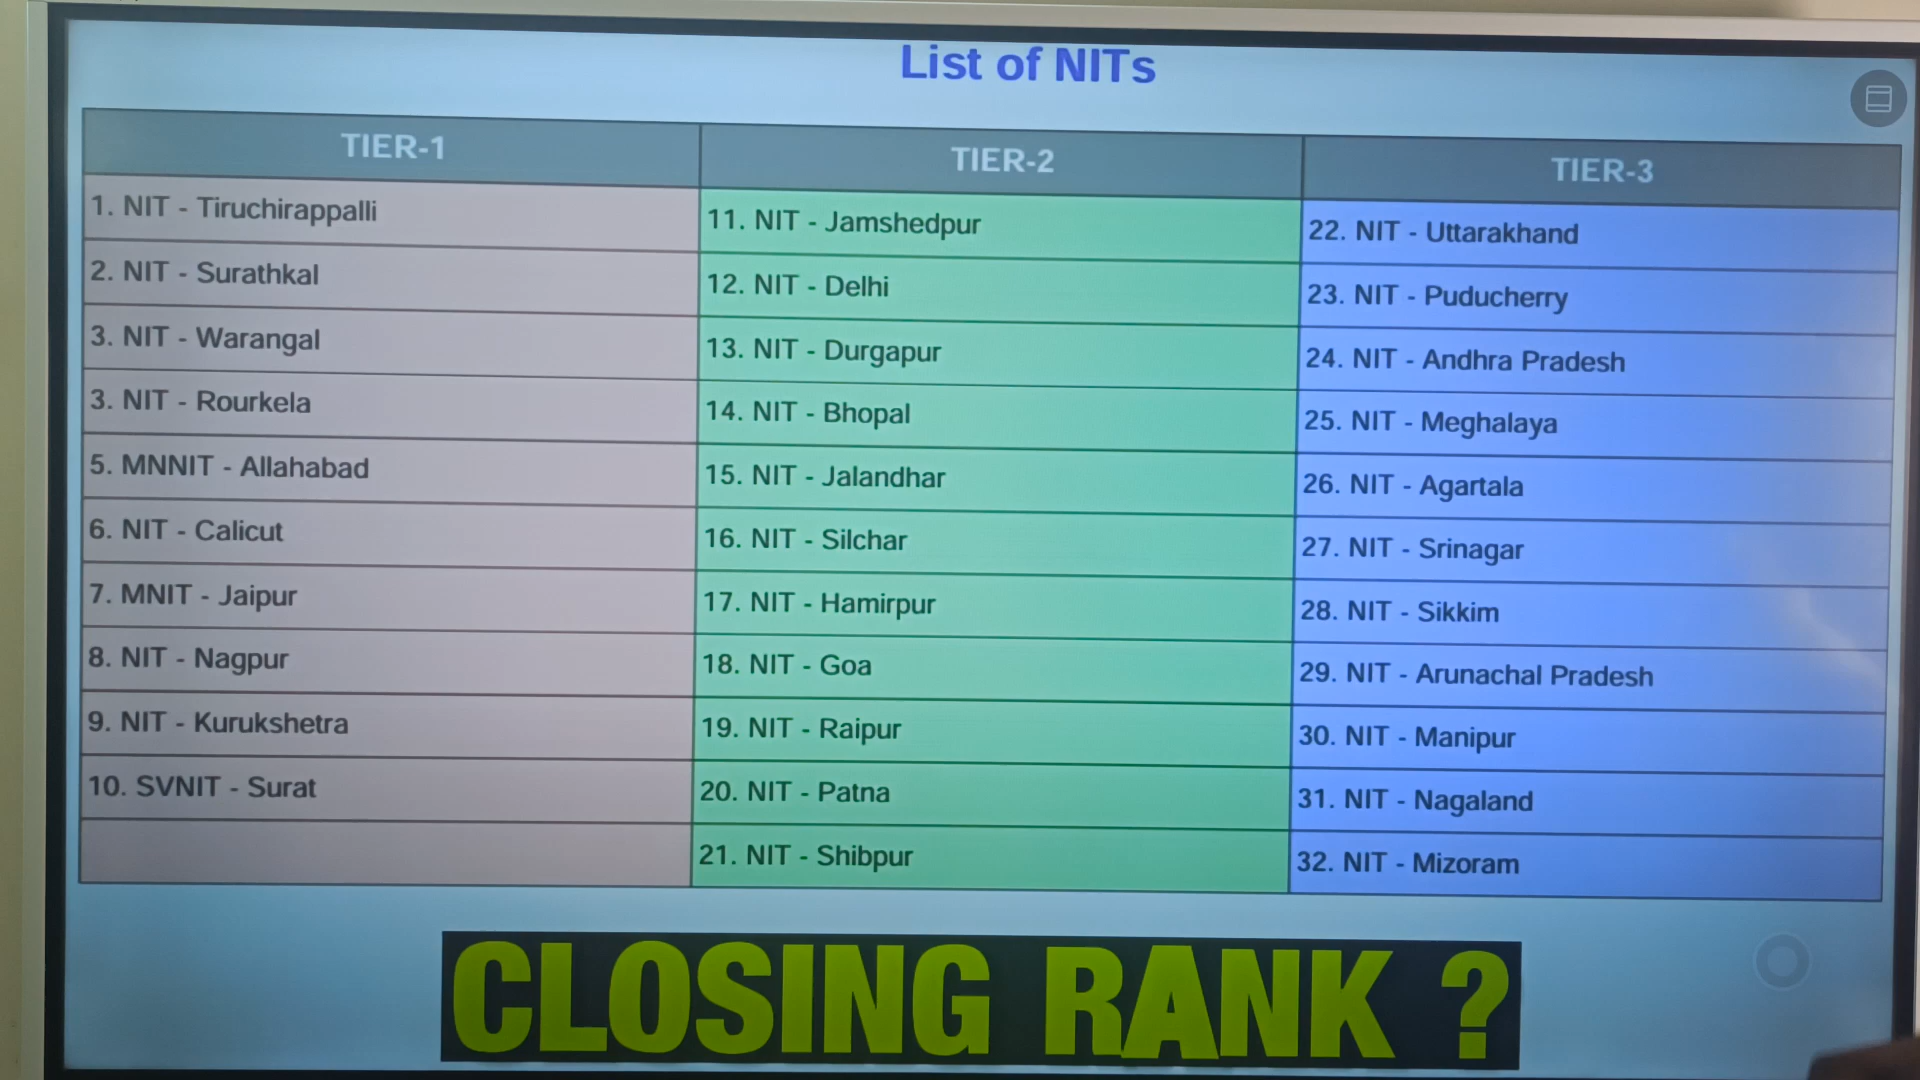 List of NITs
TIER-1
1. NIT - Tiruchirappalli
2. NIT - Surathkal
3. NIT - Warangal
3. NIT - Rourkela
5. MNNIT - Allahabad
6. NIT - Calicut
7. MNIT - Jaipur
8. NIT - Nagpur
9. NIT - Kurukshetra
10. SVNIT - Surat
TIER-2
11. NIT - Jamshedpur
12. NIT - Delhi
13. NIT - Durgapur
14. NIT - Bhopal
15. NIT - Jalandhar
16. NIT - Silchar
17. NIT - Hamirpur
18. NIT - Goa
19. NIT - Raipur
20. NIT - Patna
21. NIT - Shibpur
TIER-3
22. NIT - Uttarakhand
23. NIT - Puducherry
24. NIT - Andhra Pradesh
25. NIT - Meghalaya
26. NIT - Agartala
27. NIT - Srinagar
28. NIT - Sikkim
29. NIT - Arunachal Pradesh
30. NIT - Manipur
31. NIT - Nagaland
32. NIT - Mizoram
CLOSING RANK ?